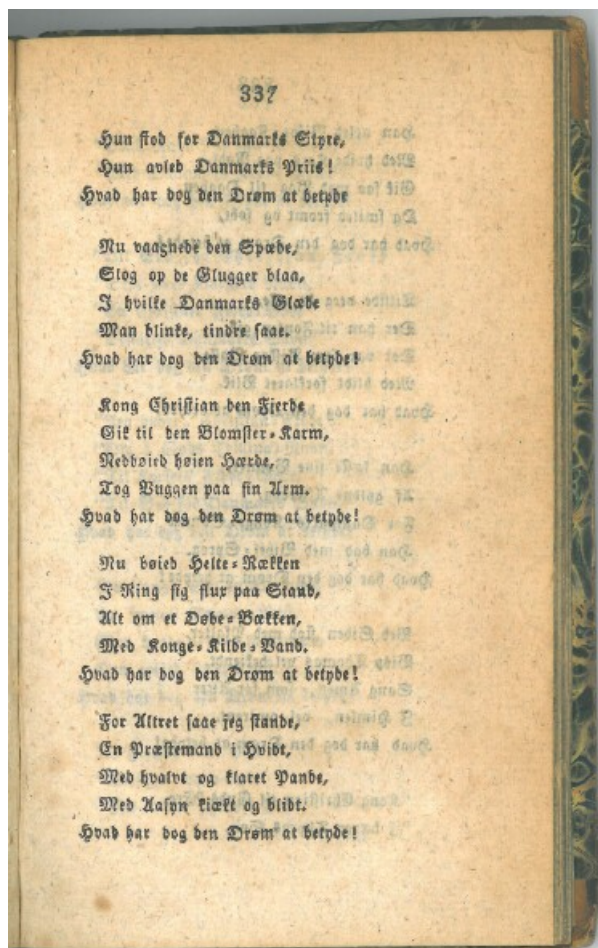 337
Hun stod for Danmarks Styre,
Hun avled Danmarks Priis!
Hvad har dog den Drøm at betyde
Nu vaagnede den Spæde,
Slog op de Glugger blaa,
I hvilke Danmarks Glæde
Man blinke, tindre saae.
Hvad har dog den Drøm at betyde!
Kong Christian den Fjerde
Gik til den Blomster-Karm,
Nedbøied høien Hærde,
Tog Vuggen paa sin Arm.
Hvad har dog den Drøm at betyde!
Nu bøied Helte-Rækken
I Ring sig flux paa Stand,
Alt om et Døbe-Bækken,
Med Konge-Kilde-Vand.
Hvad har dog den Drøm at betyde!
For Altret saae jeg stande,
En Præstemand i Hvidt,
Med hvalvt og klaret Pande,
Med Aasyn kiækt og blidt.
Hvad har dog den Drøm at betyde!